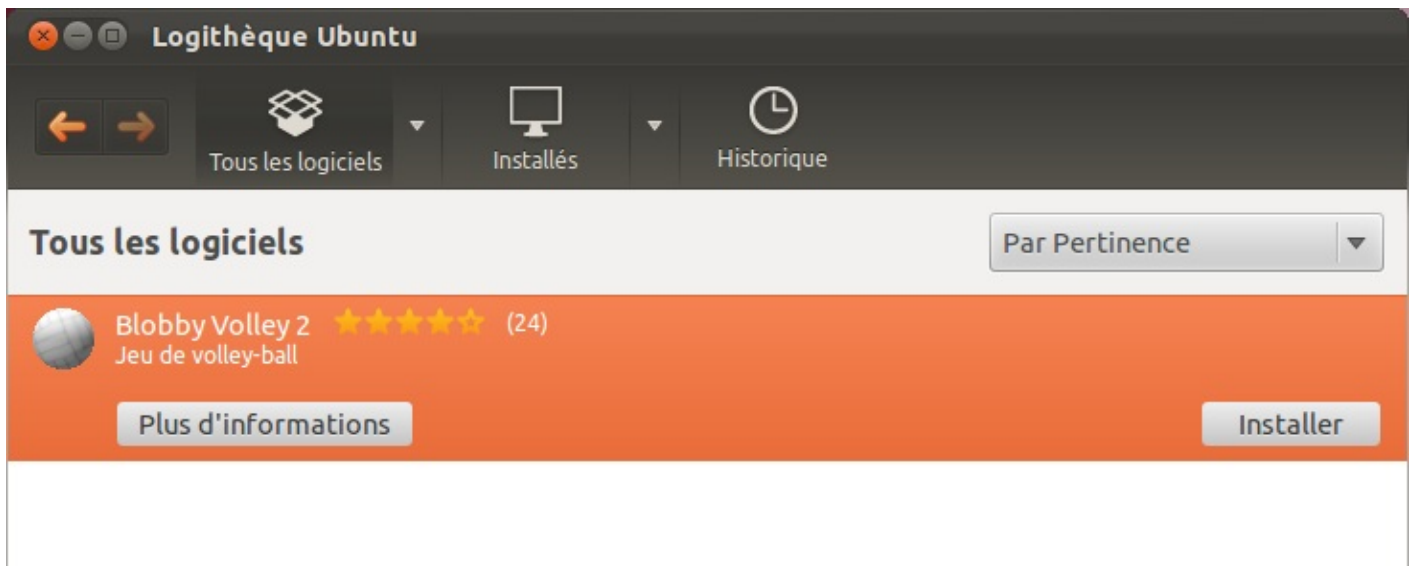 Logithèque Ubuntu
Tous les logiciels
Installés
Historique
Tous les logiciels
Par Pertinence
Blobby Volley 2 (24)
Jeu de volley-ball
Plus d'informations
Installer